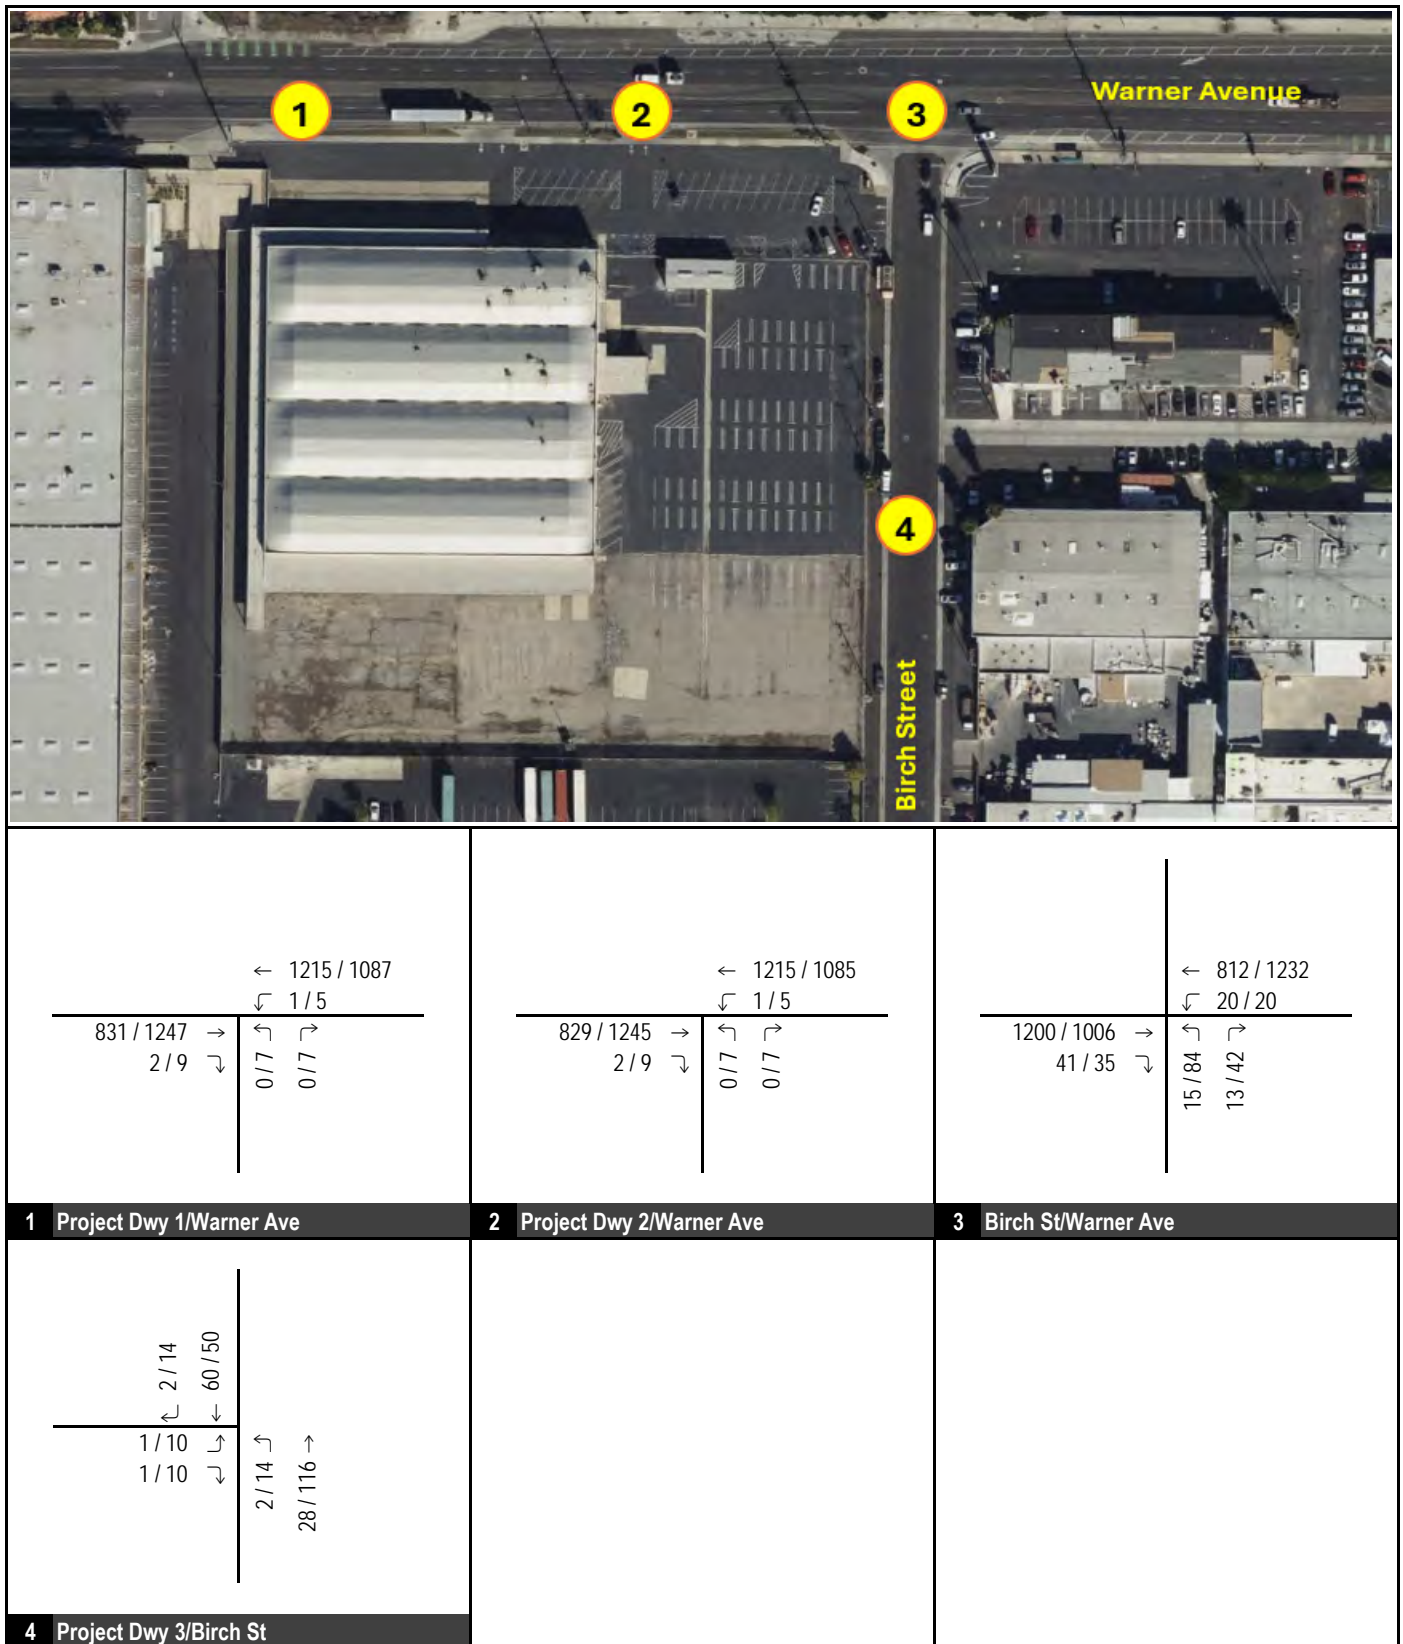 1
2
3
Warner Avenue
4
Birch Street
← 1215 / 1087
1 / 5
831 / 1247 →
2 / 9
0 / 7
0 / 7
1 Project Dwy 1/Warner Ave
← 1215 / 1085
1 / 5
829 / 1245 →
2 / 9
0 / 7
0 / 7
2 Project Dwy 2/Warner Ave
← 812 / 1232
20 / 20
1200 / 1006 →
41 / 35
15 / 84
13 / 42
3 Birch St/Warner Ave
2 / 14
60 / 50
1 / 10
1 / 10
2 / 14
28 / 116
4 Project Dwy 3/Birch St